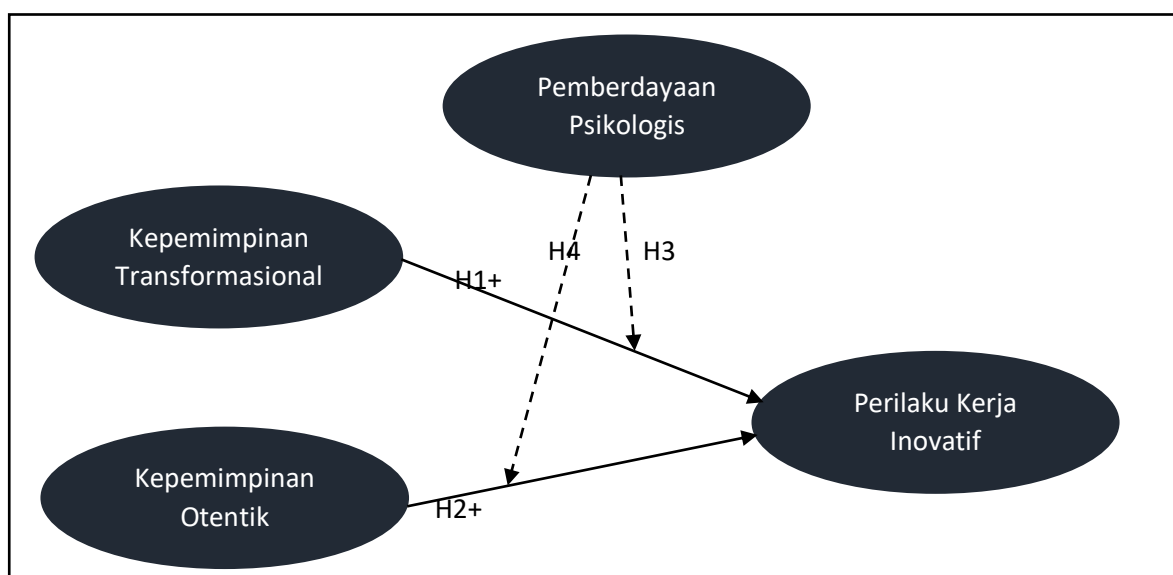 Pemberdayaan
Psikologis
Kepemimpinan
Transformasional
H4
H3
H1+
Perilaku Kerja
Inovatif
Kepemimpinan
Otentik
H2+